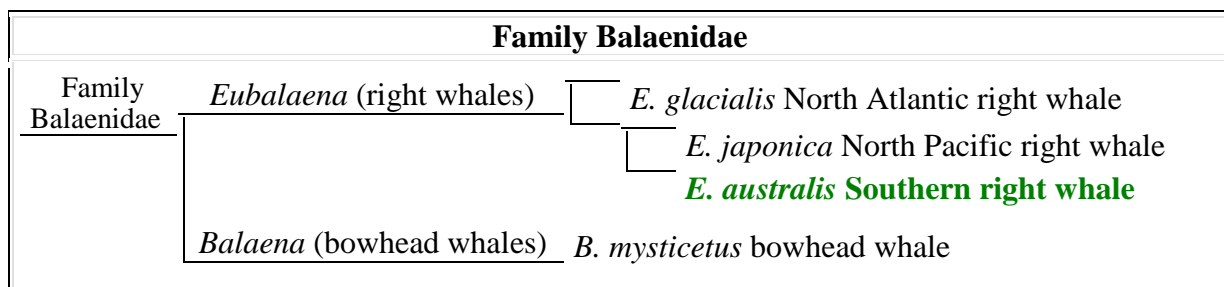 Family Balaenidae
Family
Balaenidae
Eubalaena (right whales)
E. glacialis North Atlantic right whale
E. japonica North Pacific right whale
E. australis Southern right whale
Balaena (bowhead whales)
B. mysticetus bowhead whale